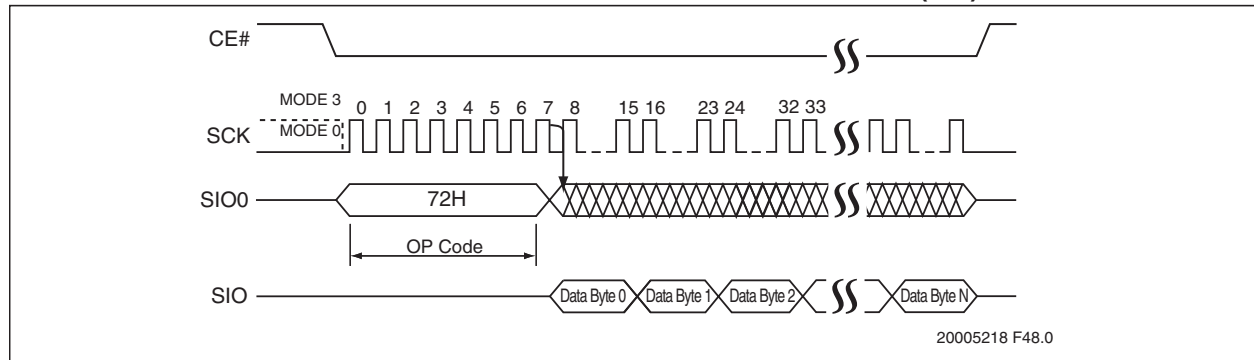 CE#
MODE 3
0 1 2 3 4 5 6 7 8 15 16 23 24 32 33
SCK
MODE 0
SIO0
72H
OP Code
SIO
Data Byte 0
Data Byte 1
Data Byte 2
Data Byte N
20005218 F48.0